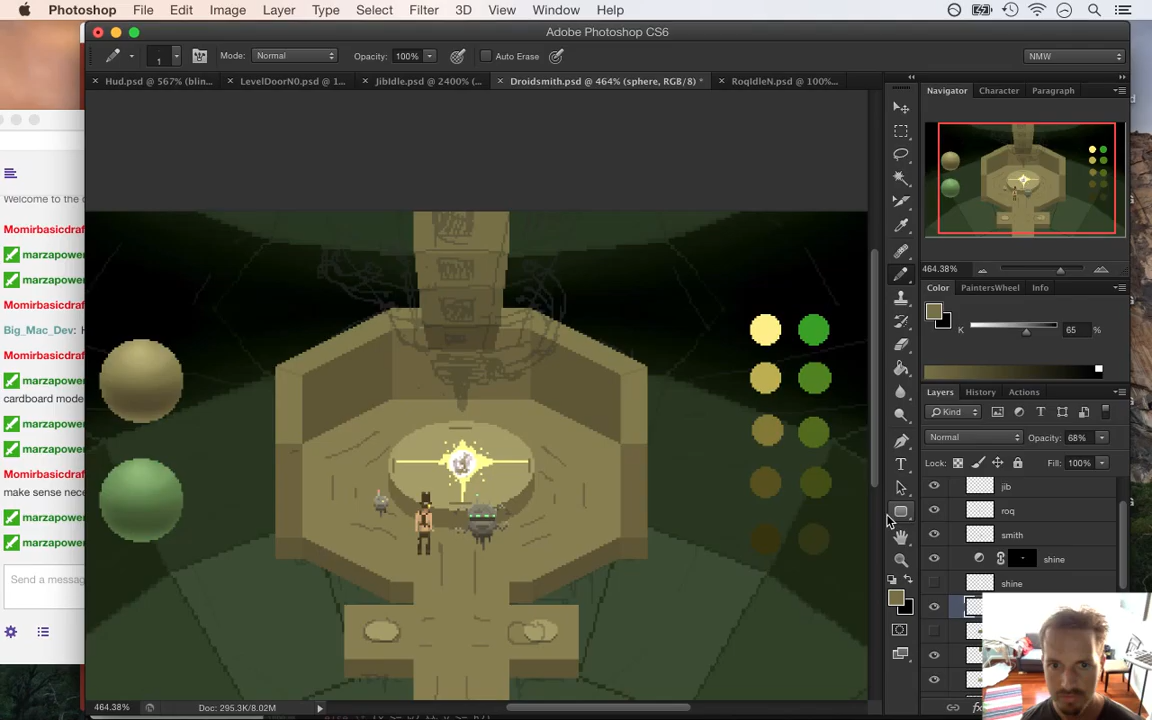 Photoshop File Edit Image Layer Type Select Filter 3D View Window Help
Adobe Photoshop CS6
1 Mode: Normal Opacity: 100% Auto Erase NMW
Hud.psd @ 567% (blin... LevelDoorN0.psd @ 1... JibIdle.psd @ 2400% (... Droidsmith.psd @ 464% (sphere, RGB/8) * RoqIdleN.psd @ 100%...
Navigator Character Paragraph
464.38%
Color PaintersWheel Info
K 65 %
Layers History Actions
Kind
Normal Opacity: 68%
Lock: Fill: 100%
jib
roq
smith
shine
shine
Welcome to the
Momirbasicdraf
marzapower
marzapower
Momirbasicdraf
Big_Mac_Dev:
Momirbasicdraf
marzapower
cardboard mode
marzapower
marzapower
Momirbasicdraf
make sense nece
marzapower
marzapower
Send a messag
464.38% Doc: 295.3K/8.02M